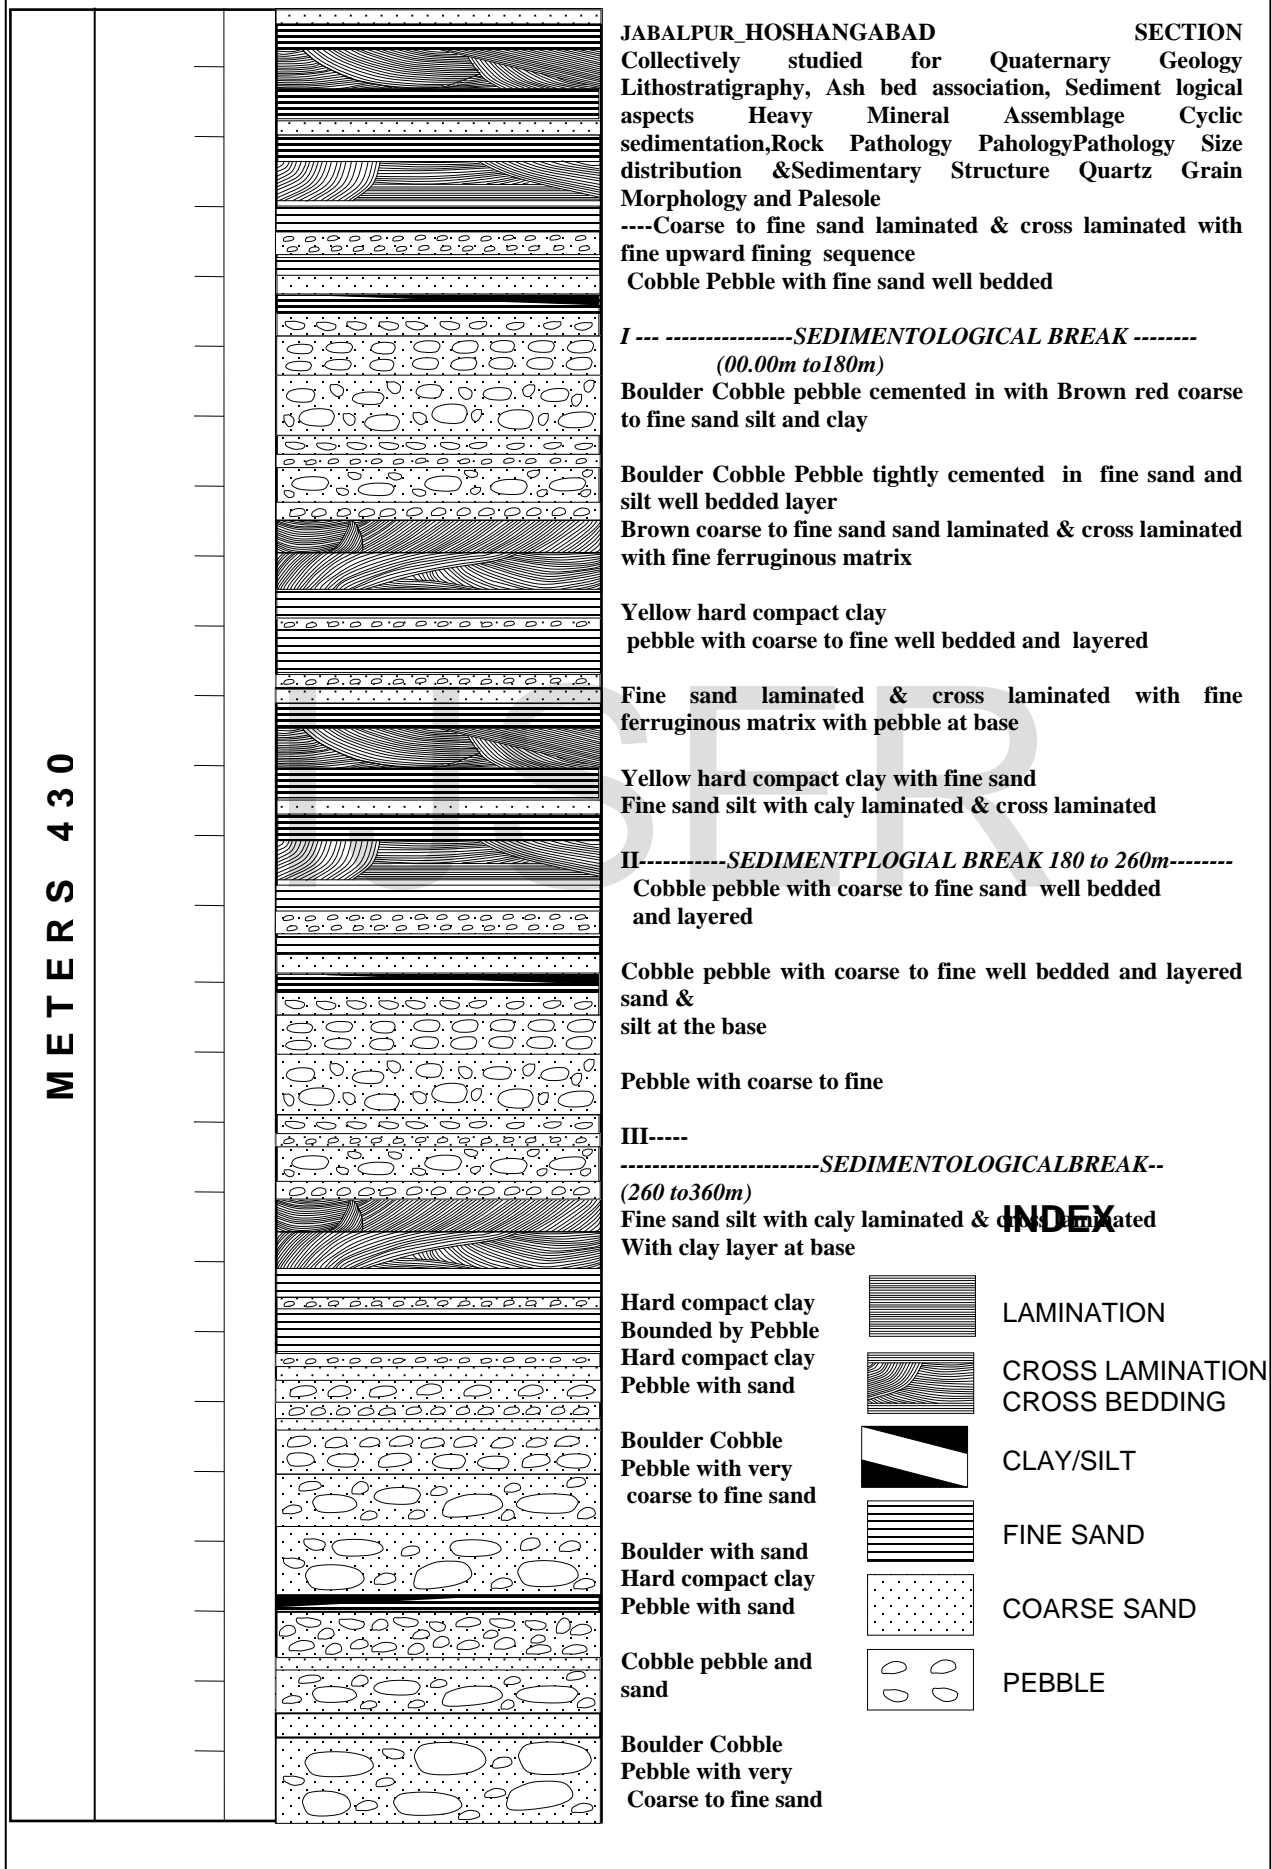 JABALPUR_HOSHANGABAD SECTION
Collectively studied for Quaternary Geology
Lithostratigraphy, Ash bed association, Sediment logical
aspects Heavy Mineral Assemblage Cyclic
sedimentation,Rock Pathology PahologyPathology Size
distribution &Sedimentary Structure Quartz Grain
Morphology and Palesole
----Coarse to fine sand laminated & cross laminated with
fine upward fining sequence
Cobble Pebble with fine sand well bedded
I --- ----------------SEDIMENTOLOGICAL BREAK --------
(00.00m to180m)
Boulder Cobble pebble cemented in with Brown red coarse
to fine sand silt and clay
Boulder Cobble Pebble tightly cemented in fine sand and
silt well bedded layer
Brown coarse to fine sand sand laminated & cross laminated
with fine ferruginous matrix
Yellow hard compact clay
pebble with coarse to fine well bedded and layered
Fine sand laminated & cross laminated with fine
ferruginous matrix with pebble at base
Yellow hard compact clay with fine sand
Fine sand silt with caly laminated & cross laminated
II-----------SEDIMENTPLOGIAL BREAK 180 to 260m--------
Cobble pebble with coarse to fine sand well bedded
and layered
Cobble pebble with coarse to fine well bedded and layered
sand &
silt at the base
Pebble with coarse to fine
III-----
-------------------------SEDIMENTOLOGICALBREAK--
(260 to360m)
Fine sand silt with caly laminated & cross laminated
With clay layer at base
Hard compact clay
Bounded by Pebble
Hard compact clay
Pebble with sand
Boulder Cobble
Pebble with very
coarse to fine sand
Boulder with sand
Hard compact clay
Pebble with sand
Cobble pebble and
sand
Boulder Cobble
Pebble with very
Coarse to fine sand
INDEX
LAMINATION
CROSS LAMINATION
CROSS BEDDING
CLAY/SILT
FINE SAND
COARSE SAND
PEBBLE
METERS 430
IJSER